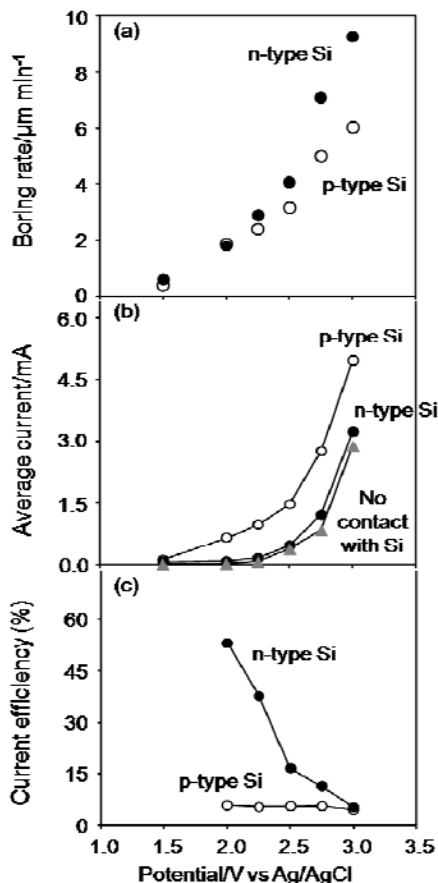 (a)
10
n-type Si
8
6
p-type Si
4
2
0
Boring rate/µm min-1
(b)
6.0
p-type Si
4.5
n-type Si
3.0
No
contact
with Si
1.5
0.0
Average current/mA
(c)
60
n-type Si
45
30
p-type Si
15
0
Current efficiency (%)
1.0 1.5 2.0 2.5 3.0 3.5
Potential/V vs Ag/AgCl